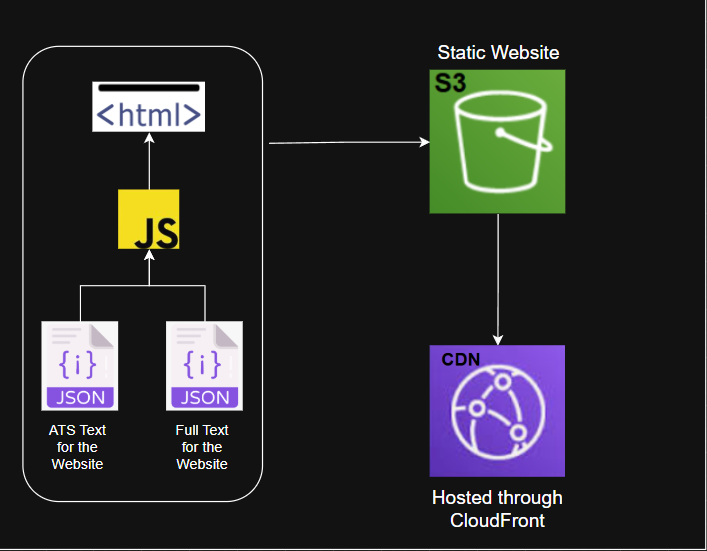 Static Website
S3
<html>
JS
{i}
{i}
JSON
JSON
ATS Text
for the
Website
Full Text
for the
Website
CDN
Hosted through
CloudFront